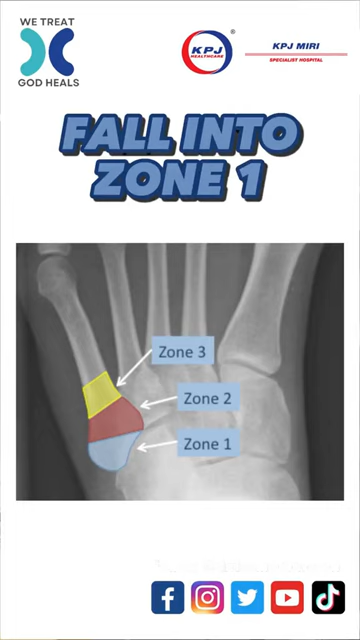 WE TREAT
GOD HEALS
KPJ
HEALTHCARE
®
KPJ MIRI
SPECIALIST HOSPITAL
FALL INTO
ZONE 1
Zone 3
Zone 2
Zone 1